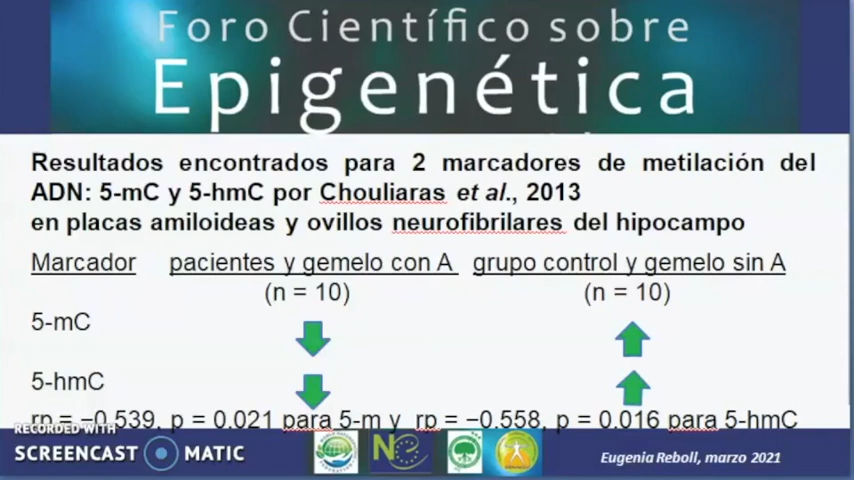 Foro Científico sobre
Epigenética
Resultados encontrados para 2 marcadores de metilación del
ADN: 5-mC y 5-hmC por Chouliaras et al., 2013
en placas amiloideas y ovillos neurofibrilares del hipocampo
Marcador pacientes y gemelo con A grupo control y gemelo sin A
(n = 10) (n = 10)
5-mC
5-hmC
rp = −0.539, p = 0.021 para 5-m y rp = −0.558, p = 0.016 para 5-hmC
RECORDED WITH
SCREENCAST MATIC
Eugenia Reboll, marzo 2021